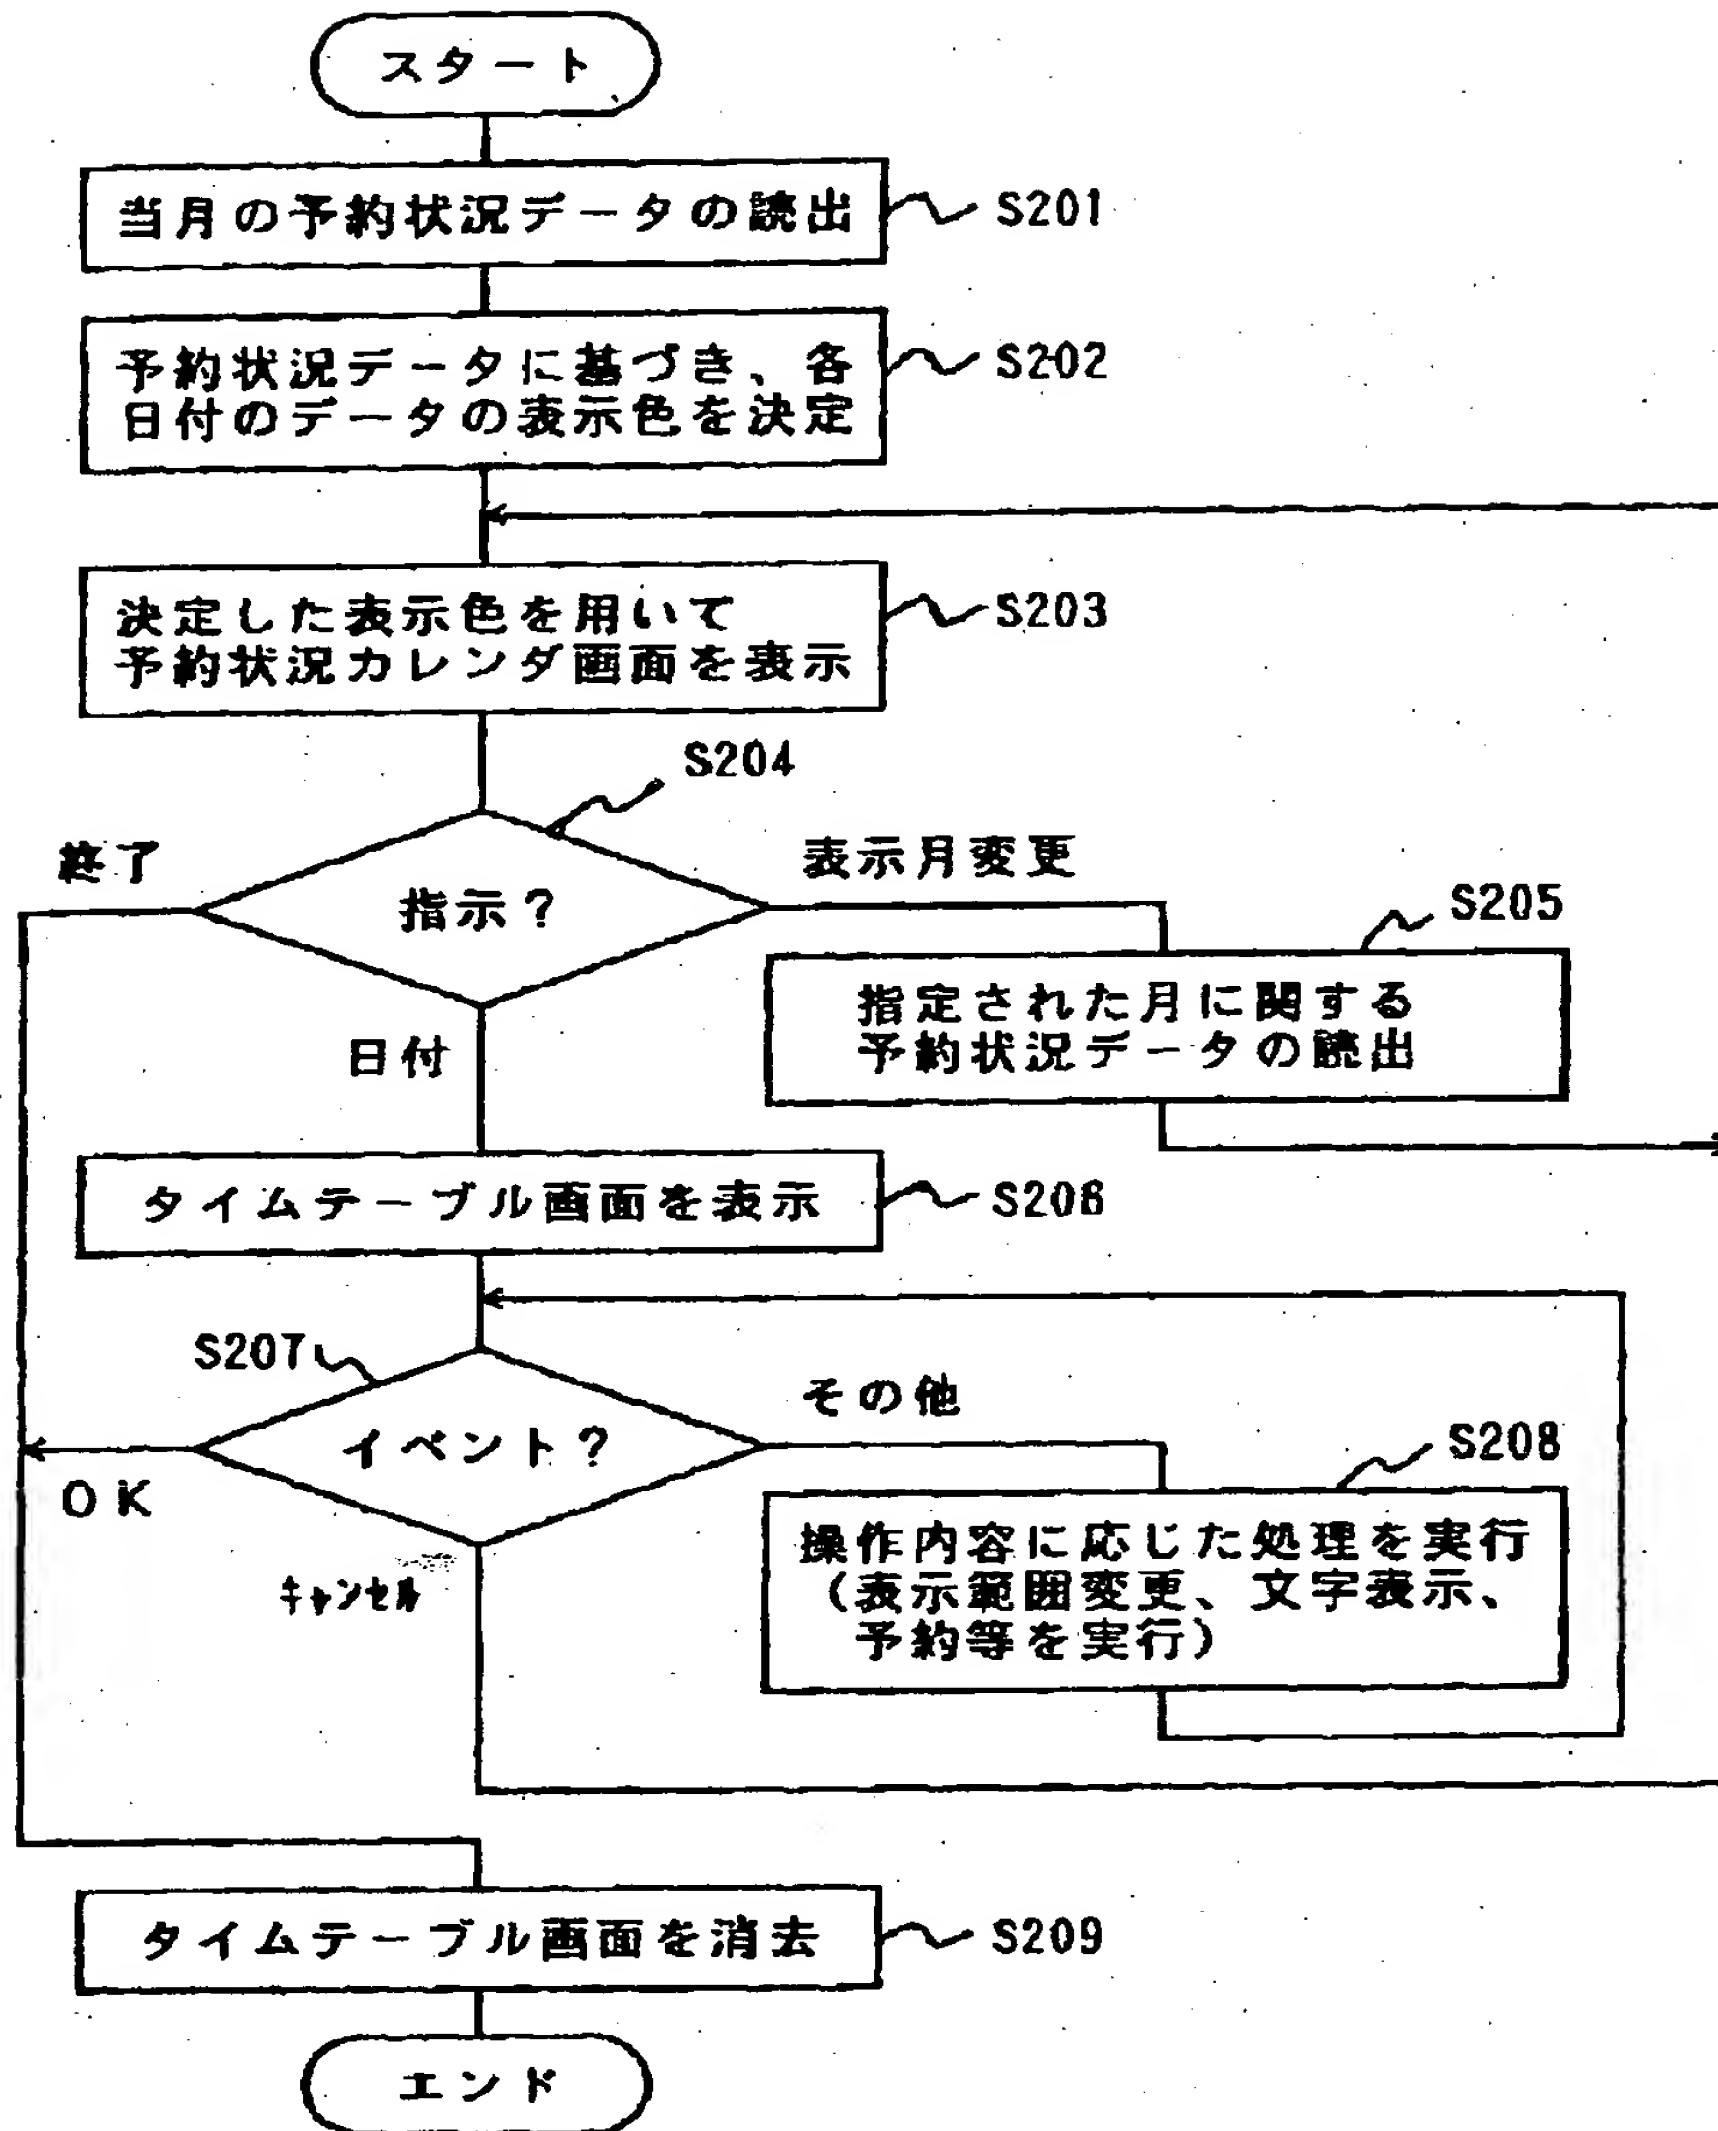 スタート
当月の予約状況データの読出
S201
予約状況データに基づき、各
日付のデータの表示色を決定
S202
決定した表示色を用いて
予約状況カレンダ画面を表示
S203
S204
終了
指示？
表示月変更
S205
指定された月に関する
予約状況データの読出
日付
タイムテーブル画面を表示
S206
S207
イベント？
その他
OK
S208
操作内容に応じた処理を実行
（表示範囲変更、文字表示、
予約等を実行）
キャンセル
タイムテーブル画面を消去
S209
エンド